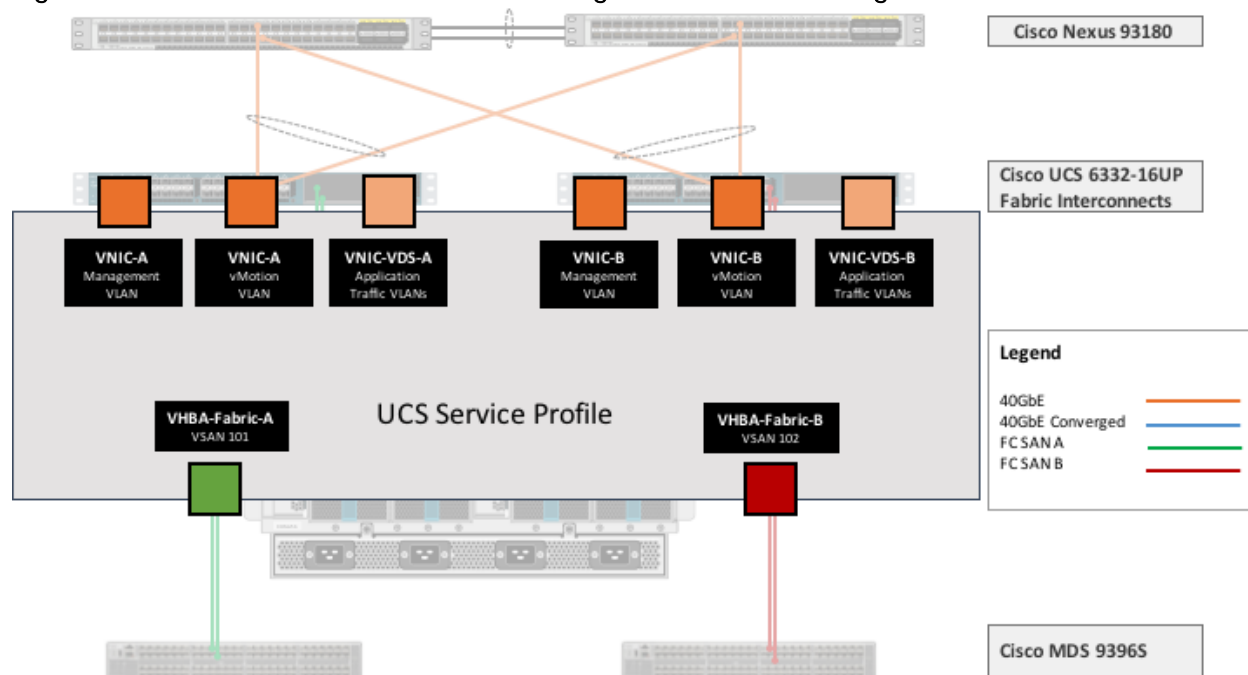 Cisco Nexus 93180
Cisco UCS 6332-16UP
Fabric Interconnects
VNIC-A
Management
VLAN
VNIC-A
vMotion
VLAN
VNIC-VDS-A
Application
Traffic VLANs
VNIC-B
Management
VLAN
VNIC-B
vMotion
VLAN
VNIC-VDS-B
Application
Traffic VLANs
Legend
40GbE
40GbE Converged
FC SAN A
FC SAN B
VHBA-Fabric-A
VSAN 101
UCS Service Profile
VHBA-Fabric-B
VSAN 102
Cisco MDS 9396S